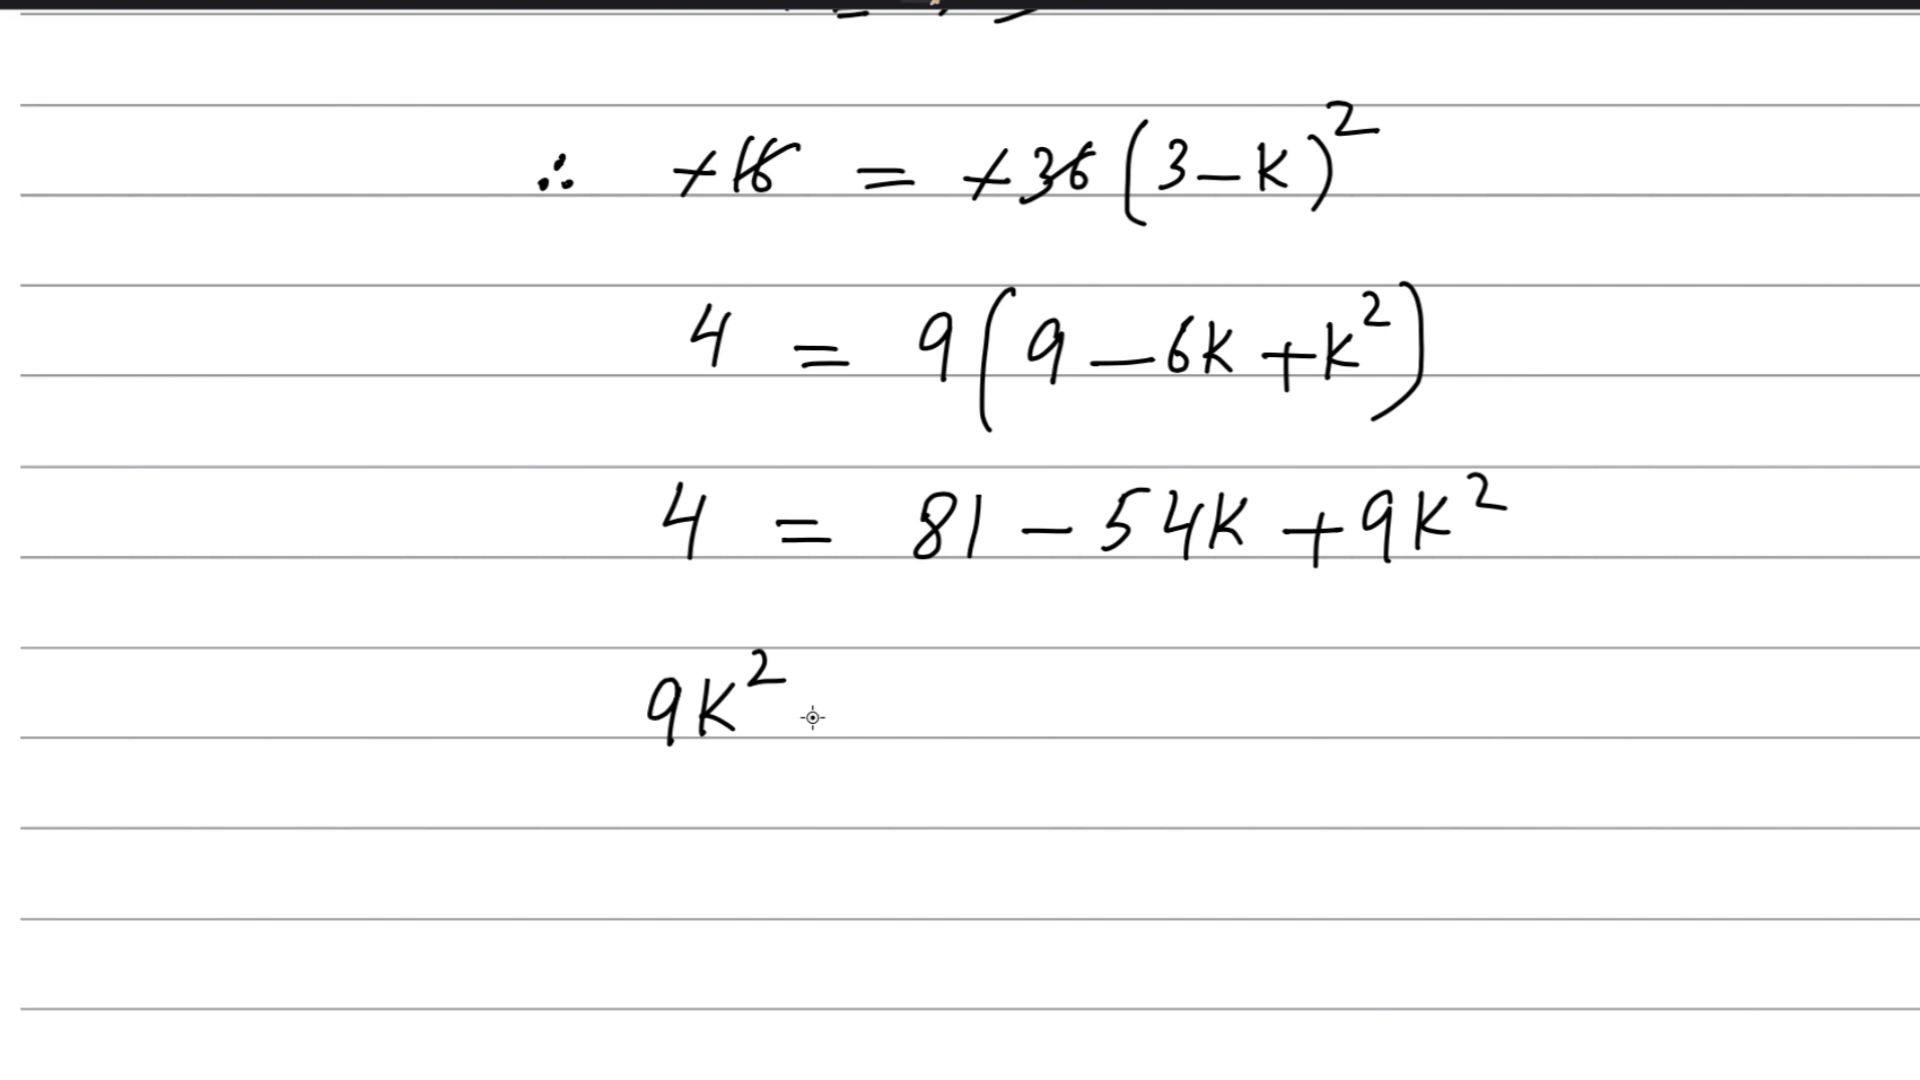 ∴ +16 = +36 (3-k)²
4 = 9 (9 - 6k + k²)
4 = 81 - 54k + 9k²
9k²